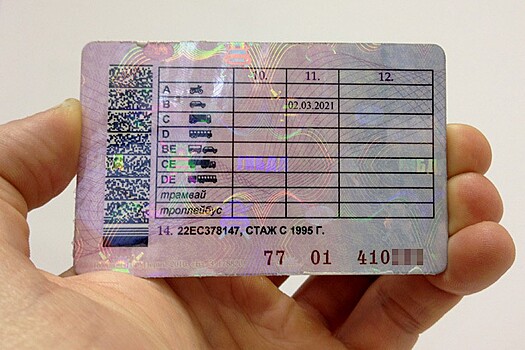 10. 11. 12.
A
B 02.03.2021
C
D
BE
CE
DE
трамвай
троллейбус
14. 22ЕС378147, СТАЖ С 1995 Г.
77 01 410